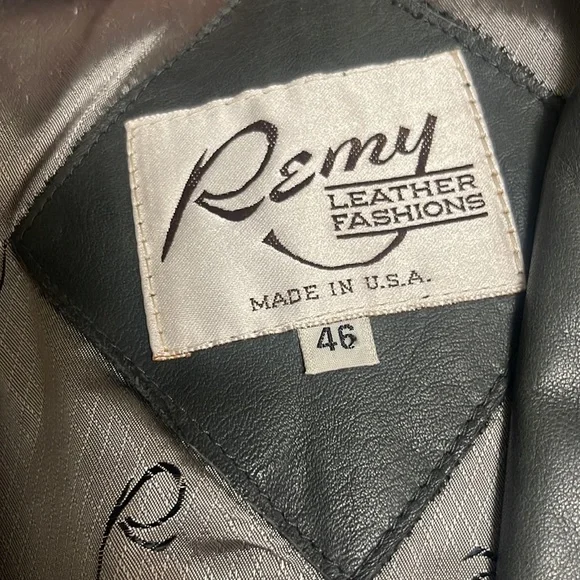 Remy
LEATHER
FASHIONS
MADE IN U.S.A.
46
R